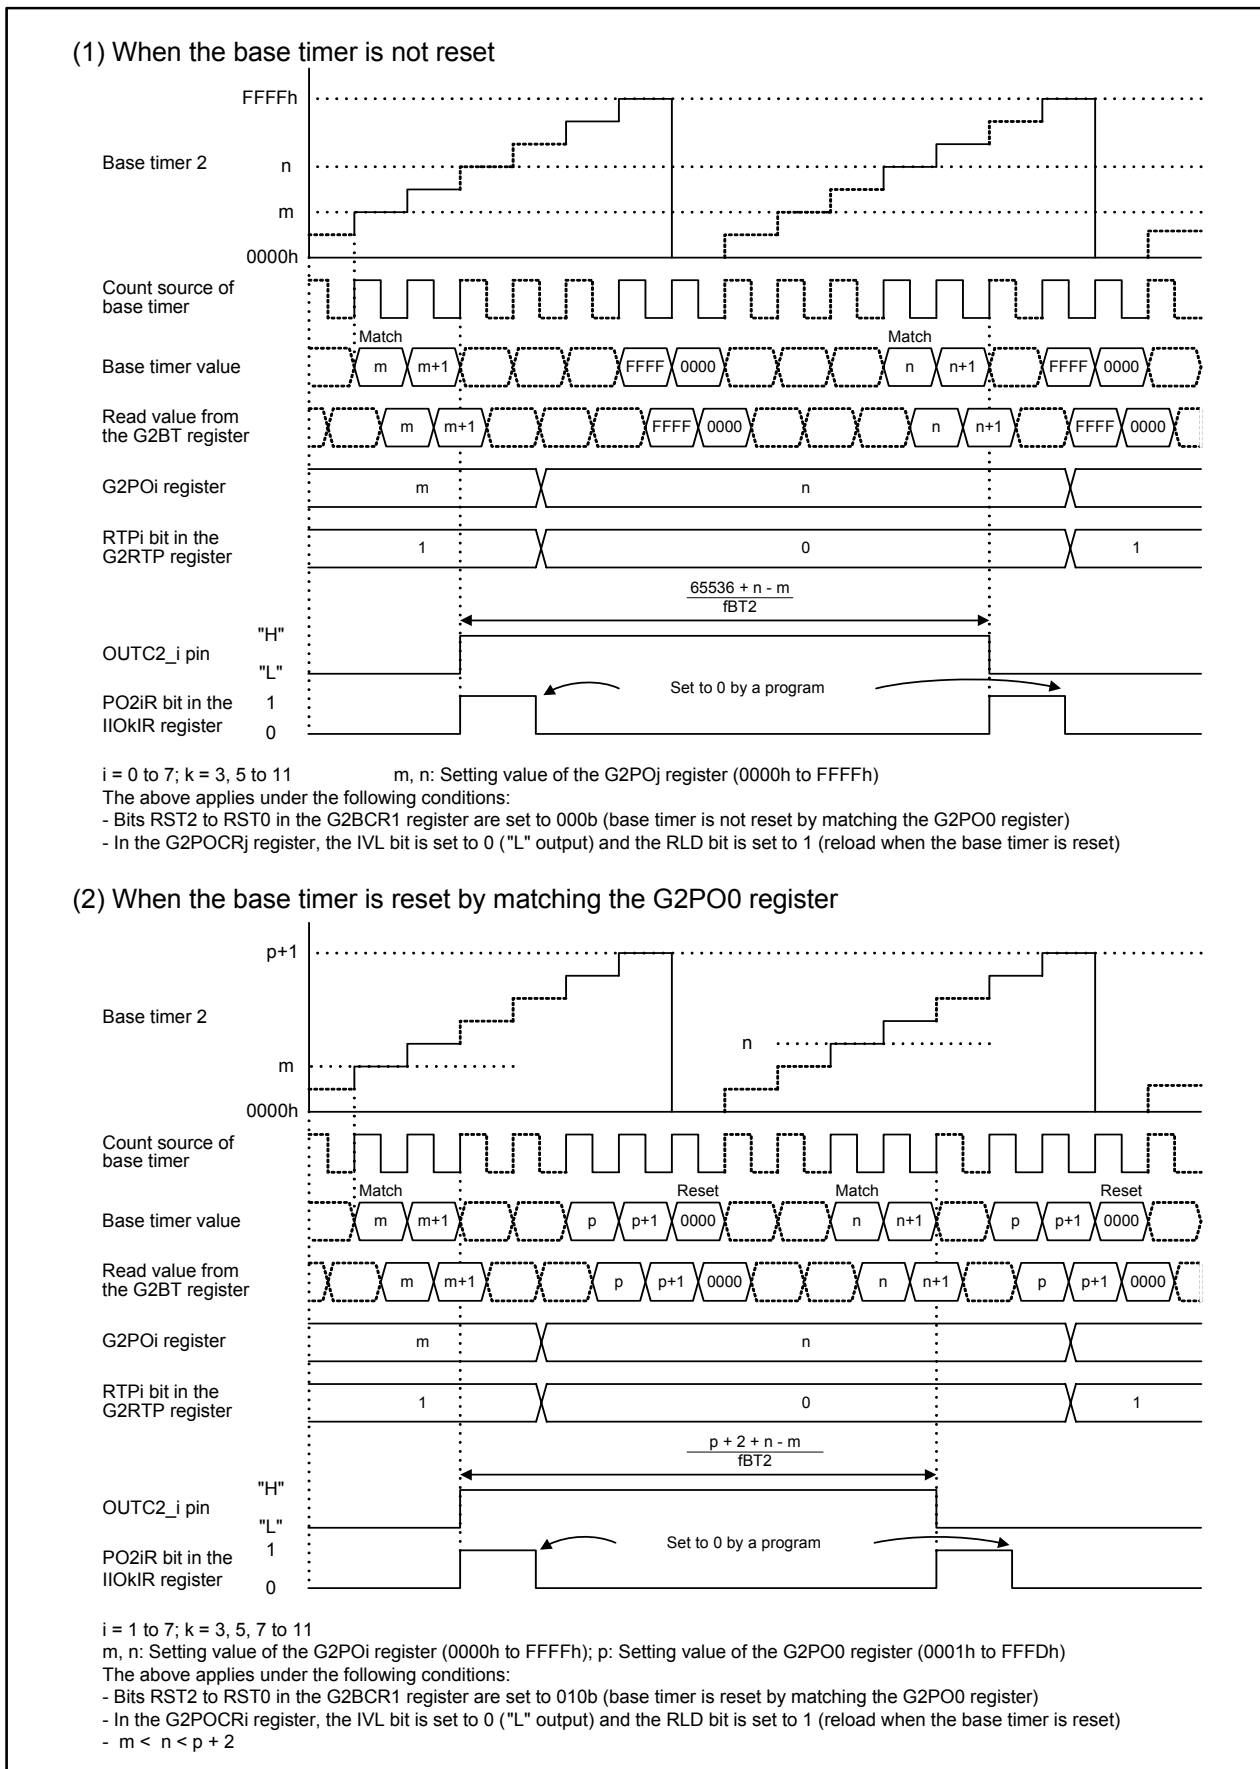 (1) When the base timer is not reset
FFFFh
Base timer 2
n
m
0000h
Count source of
base timer
Match
Match
Base timer value
m
m+1
FFFF
0000
n
n+1
FFFF
0000
Read value from
the G2BT register
m
m+1
FFFF
0000
n
n+1
FFFF
0000
G2POi register
m
n
RTPi bit in the
G2RTP register
1
0
1
65536 + n - m
fBT2
"H"
OUTC2_i pin
"L"
Set to 0 by a program
PO2iR bit in the
IIOkIR register
1
0
i = 0 to 7; k = 3, 5 to 11 m, n: Setting value of the G2POj register (0000h to FFFFh)
The above applies under the following conditions:
- Bits RST2 to RST0 in the G2BCR1 register are set to 000b (base timer is not reset by matching the G2PO0 register)
- In the G2POCRj register, the IVL bit is set to 0 ("L" output) and the RLD bit is set to 1 (reload when the base timer is reset)
(2) When the base timer is reset by matching the G2PO0 register
p+1
Base timer 2
n
m
0000h
Count source of
base timer
Match
Reset
Match
Reset
Base timer value
m
m+1
p
p+1
0000
n
n+1
p
p+1
0000
Read value from
the G2BT register
m
m+1
p
p+1
0000
n
n+1
p
p+1
0000
G2POi register
m
n
RTPi bit in the
G2RTP register
1
0
1
p + 2 + n - m
fBT2
"H"
OUTC2_i pin
"L"
Set to 0 by a program
PO2iR bit in the
IIOkIR register
1
0
i = 1 to 7; k = 3, 5, 7 to 11
m, n: Setting value of the G2POi register (0000h to FFFFh); p: Setting value of the G2PO0 register (0001h to FFFDh)
The above applies under the following conditions:
- Bits RST2 to RST0 in the G2BCR1 register are set to 010b (base timer is reset by matching the G2PO0 register)
- In the G2POCRi register, the IVL bit is set to 0 ("L" output) and the RLD bit is set to 1 (reload when the base timer is reset)
- m < n < p + 2